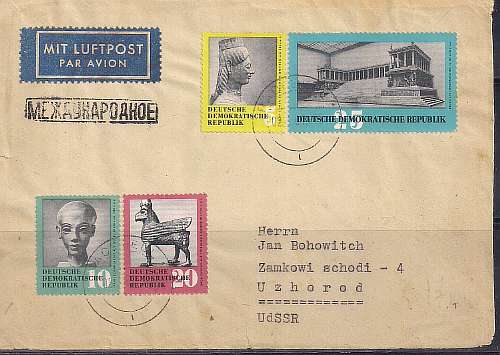 MIT LUFTPOST
PAR AVION
МЕЖДУНАРОДНОЕ
DEUTSCHE
DEMOKRATISCHE
REPUBLIK
25
DEUTSCHE DEMOKRATISCHE REPUBLIK
DEUTSCHE
DEMOKRATISCHE
REPUBLIK
10
DEUTSCHE
DEMOKRATISCHE
REPUBLIK
20
Herrn
Jan Bohowitch
Zamkowi schodi - 4
Uzhorod
UdSSR